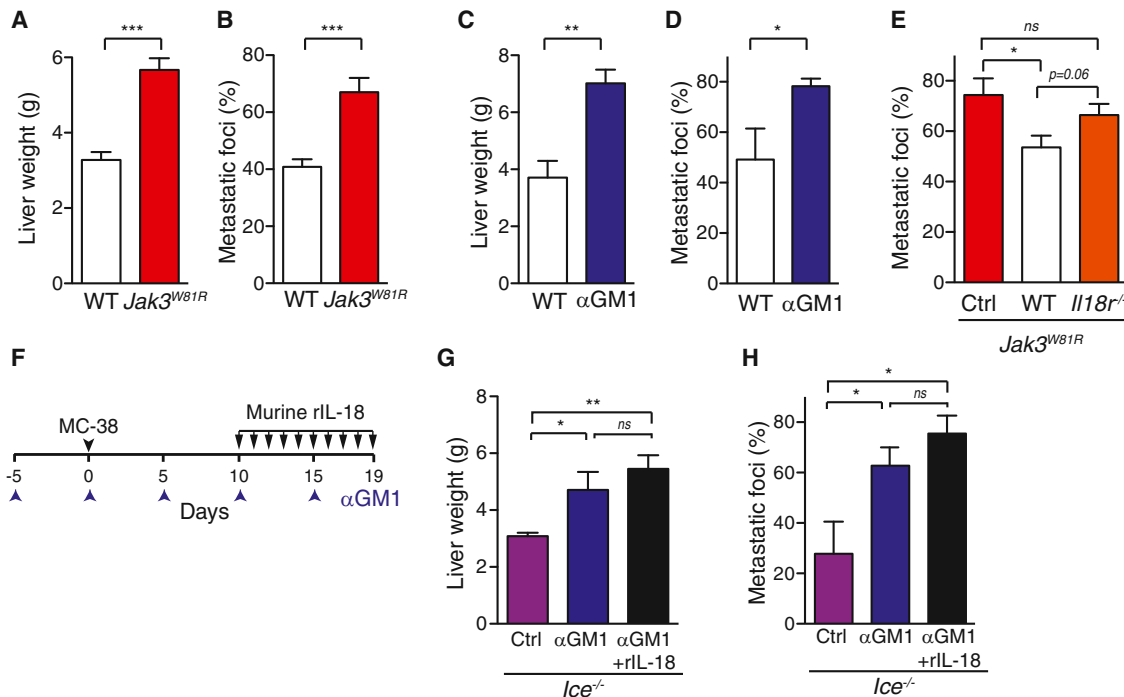 A
***
Liver weight (g)
6
4
2
0
WT Jak3W81R
B
***
Metastatic foci (%)
80
60
40
20
0
WT Jak3W81R
C
**
Liver weight (g)
8
6
4
2
0
WT αGM1
D
*
Metastatic foci (%)
100
80
60
40
20
0
WT αGM1
E
ns
*
p=0.06
Metastatic foci (%)
80
60
40
20
0
Ctrl WT Il18r-/-
Jak3W81R
F
MC-38
Murine rIL-18
-5 0 5 10 15 19
Days
αGM1
G
**
*
ns
Liver weight (g)
8
6
4
2
0
Ctrl αGM1 αGM1
+rIL-18
Ice-/-
H
*
*
ns
Metastatic foci (%)
80
60
40
20
0
Ctrl αGM1 αGM1
+rIL-18
Ice-/-